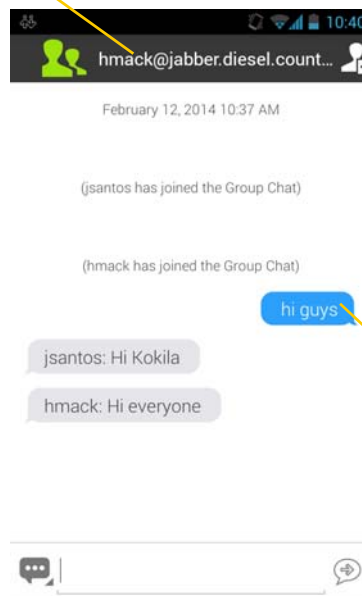 10:40
hmack@jabber.diesel.count...
February 12, 2014 10:37 AM
(jsantos has joined the Group Chat)
(hmack has joined the Group Chat)
hi guys
jsantos: Hi Kokila
hmack: Hi everyone